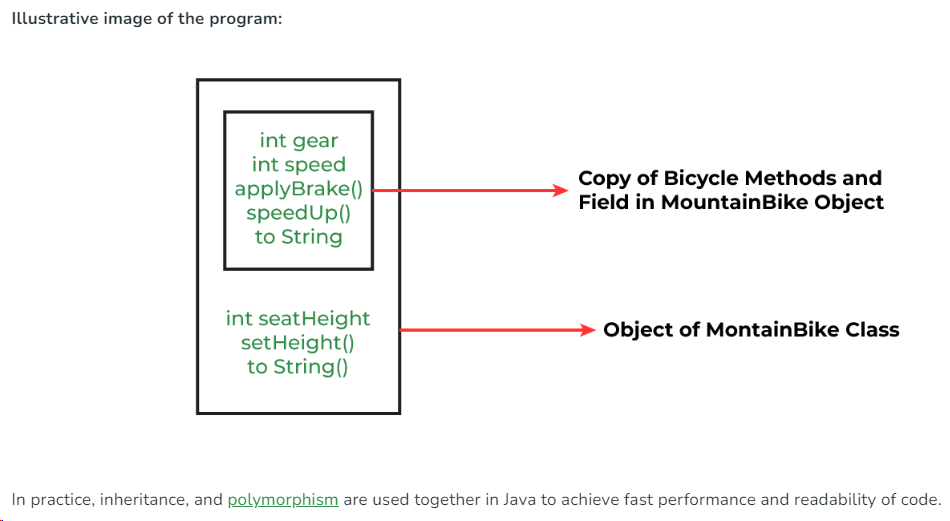 Illustrative image of the program:
int gear
int speed
applyBrake()
speedUp()
to String
Copy of Bicycle Methods and
Field in MountainBike Object
int seatHeight
setHeight()
to String()
Object of MontainBike Class
In practice, inheritance, and polymorphism are used together in Java to achieve fast performance and readability of code.